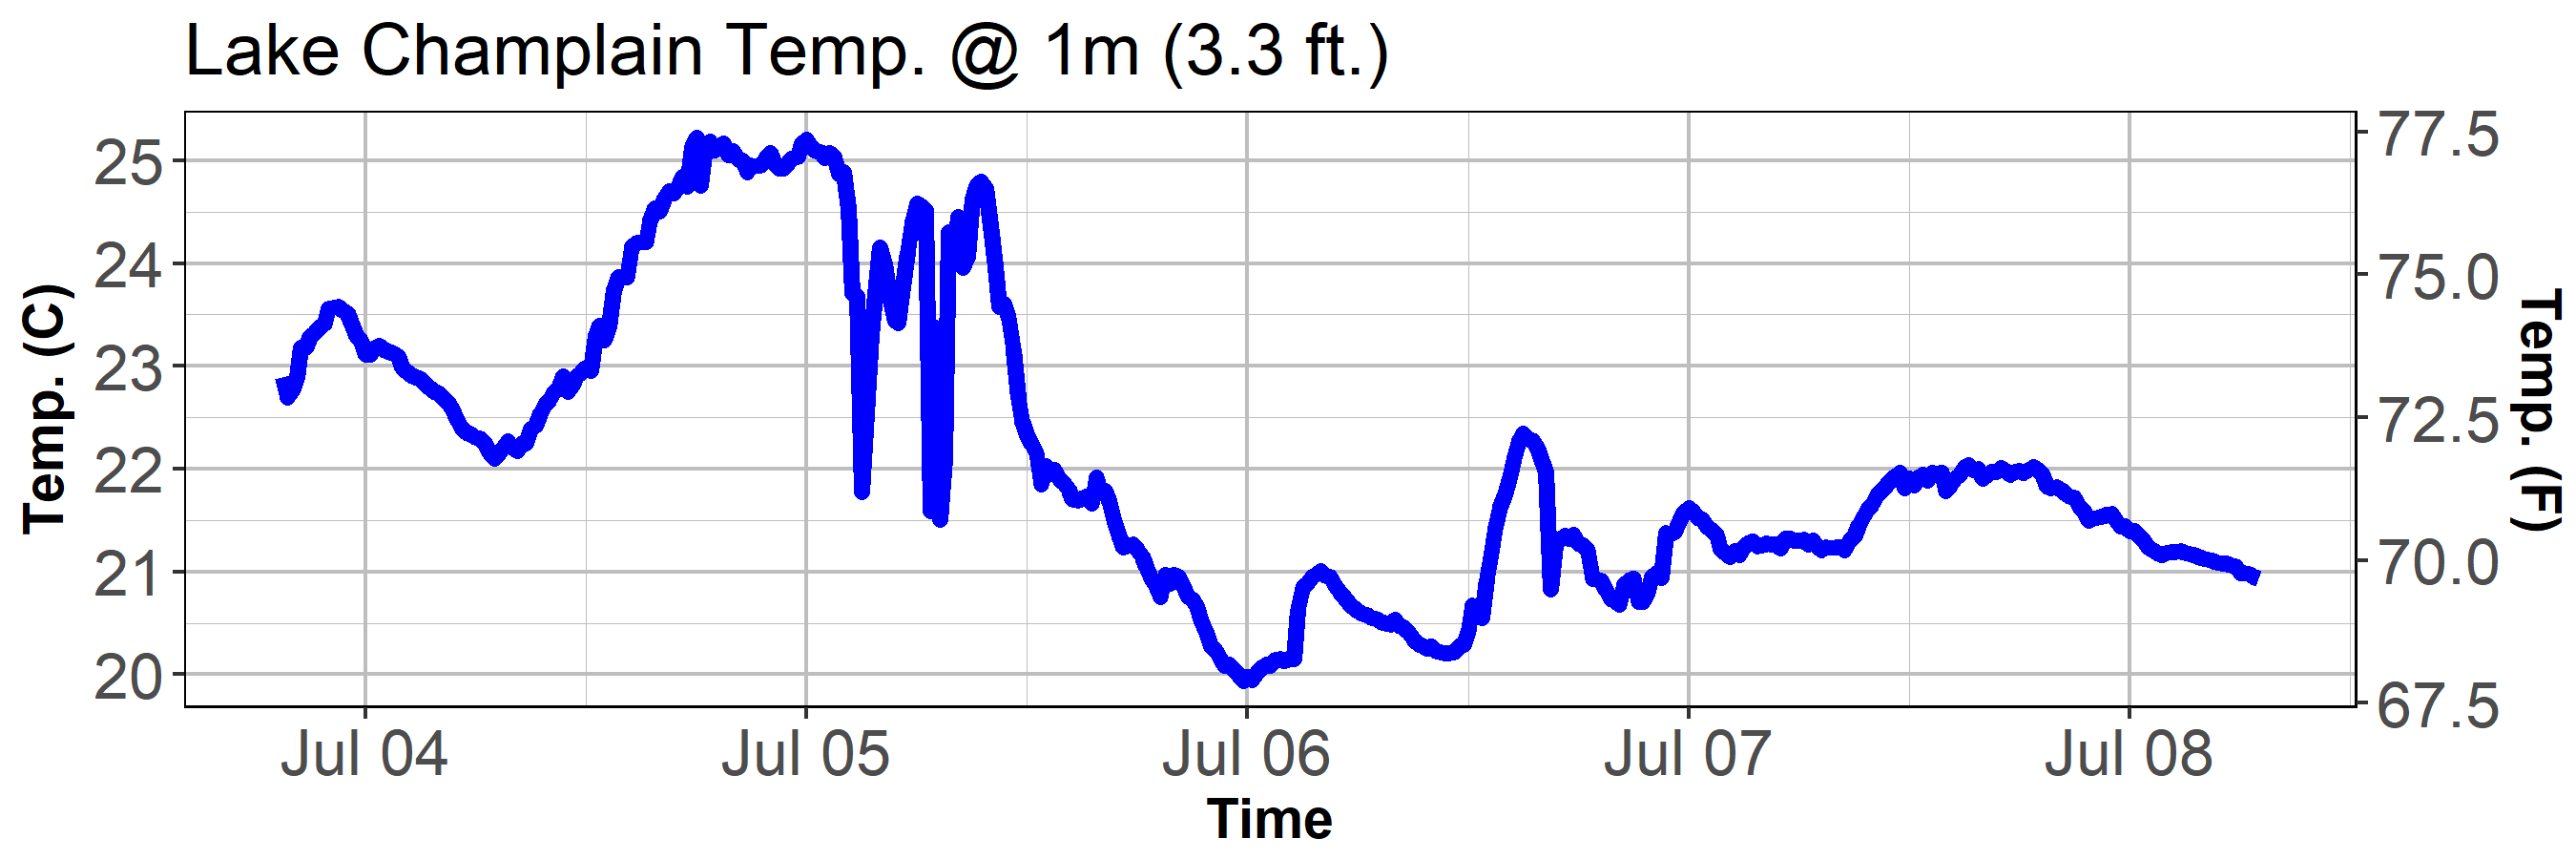 Lake Champlain Temp. @ 1m (3.3 ft.)
Temp. (C)
25
24
23
22
21
20
77.5
75.0
72.5
70.0
67.5
Temp. (F)
Jul 04 Jul 05 Jul 06 Jul 07 Jul 08
Time